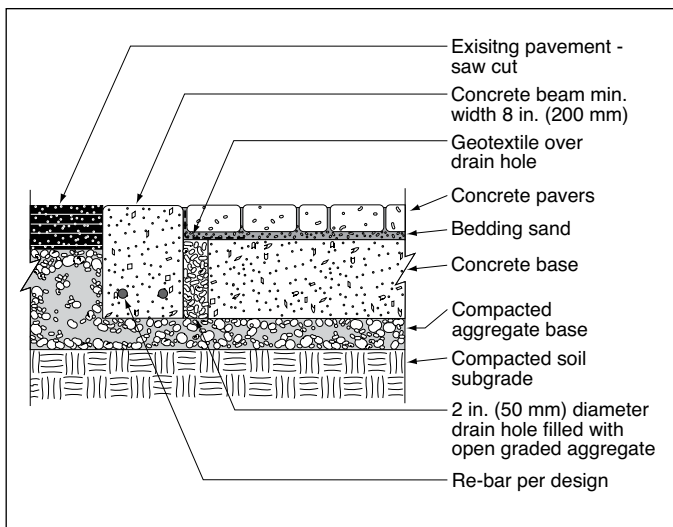 Exisitng pavement -
saw cut
Concrete beam min.
width 8 in. (200 mm)
Geotextile over
drain hole
Concrete pavers
Bedding sand
Concrete base
Compacted
aggregate base
Compacted soil
subgrade
2 in. (50 mm) diameter
drain hole filled with
open graded aggregate
Re-bar per design